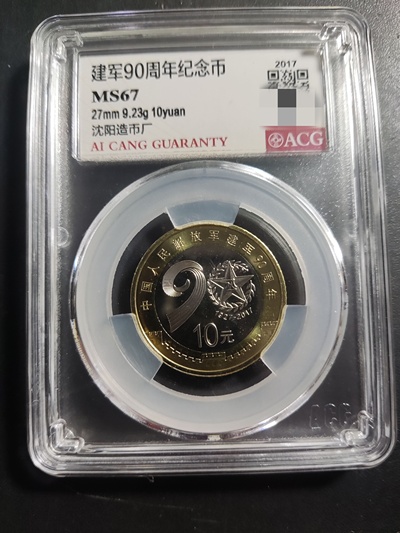 建军90周年纪念币
2017
MS67
27mm 9.23g 10yuan
沈阳造币厂
AI CANG GUARANTY
ACG
中国人民解放军建军90周年
90
1927-2017
10元